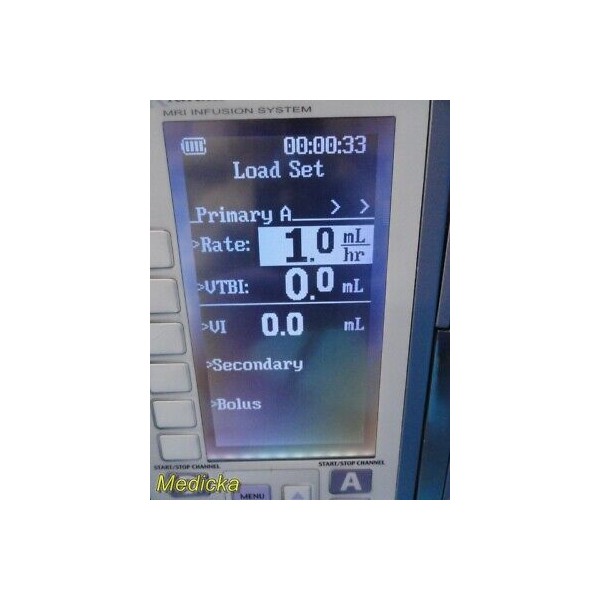 MRI INFUSION SYSTEM
00:00:33
Load Set
Primary A > >
>Rate: 1.0 mL/hr
>VTBI: 0.0 mL
>VI 0.0 mL
>Secondary
>Bolus
START/STOP CHANNEL START/STOP CHANNEL
Medicka MENU A